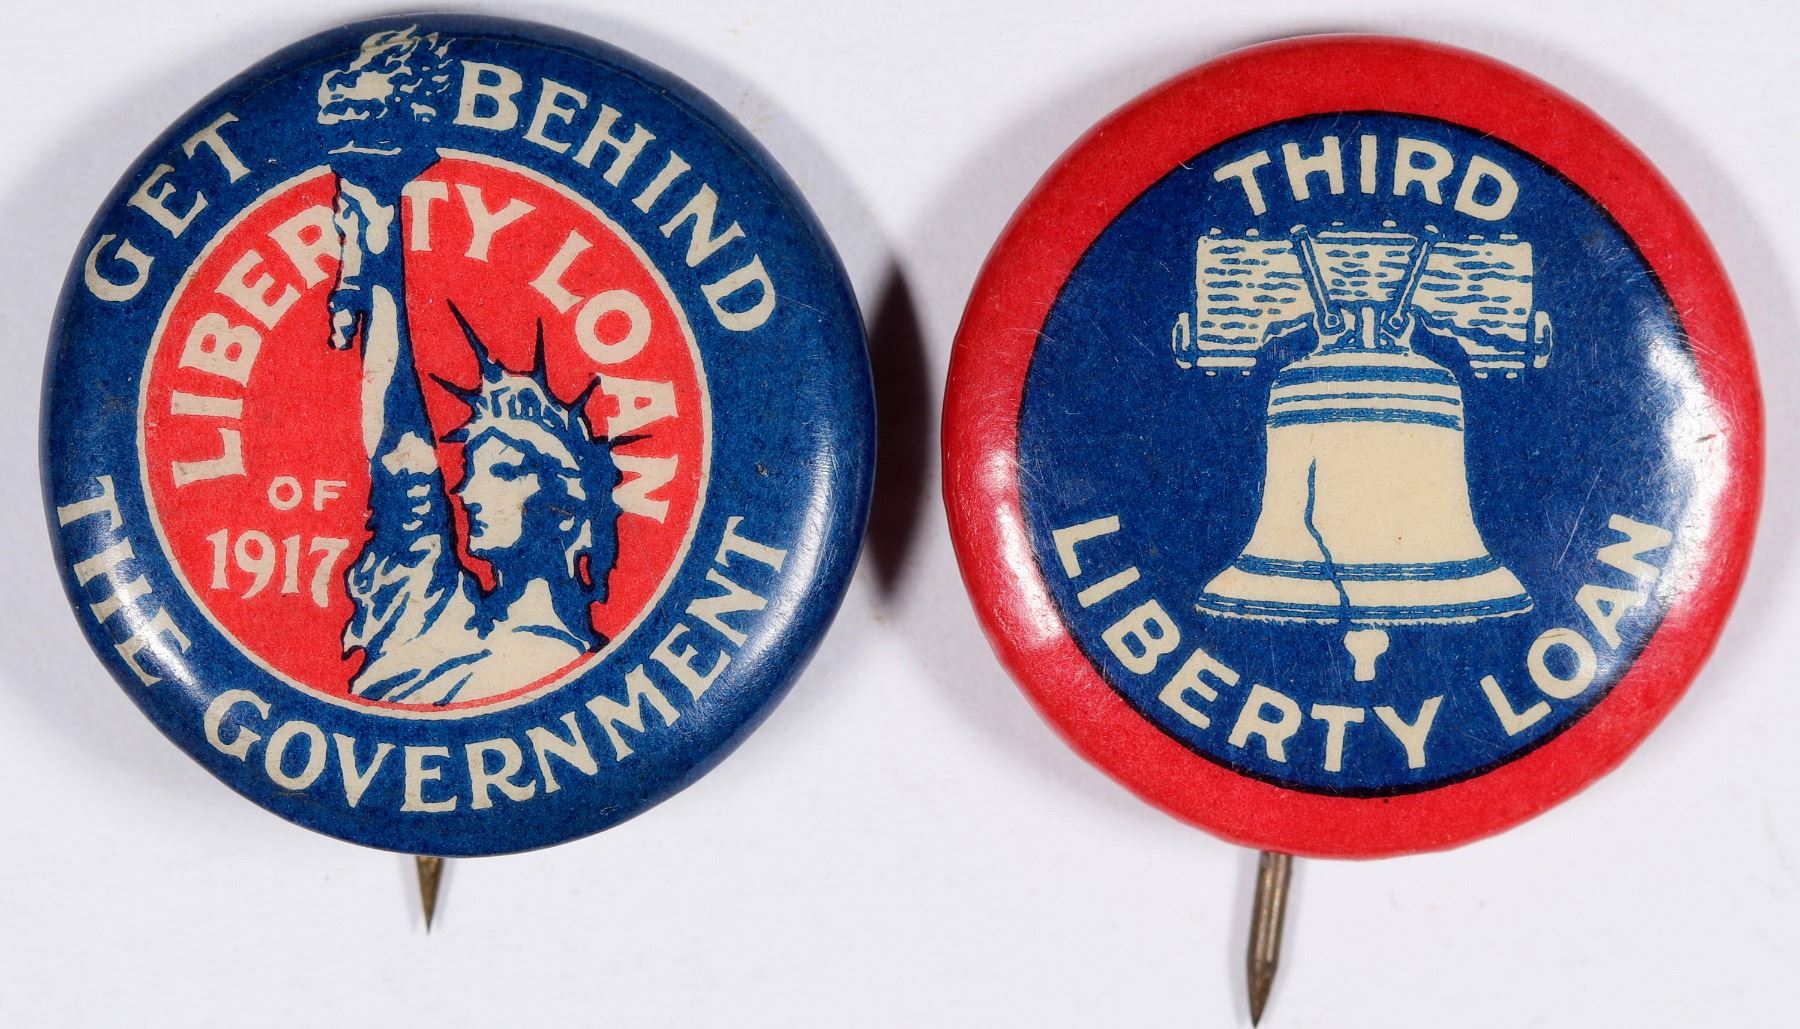 GET BEHIND
THE GOVERNMENT
LIBERTY LOAN
OF
1917
THIRD
LIBERTY LOAN